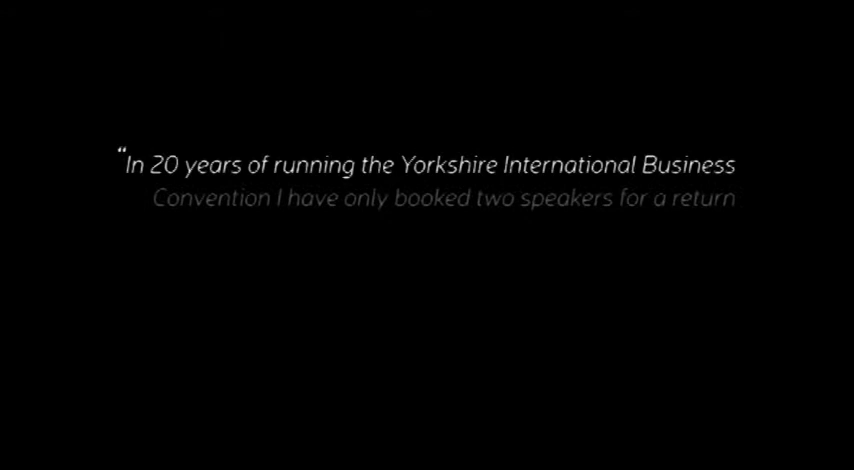 “In 20 years of running the Yorkshire International Business
Convention I have only booked two speakers for a return